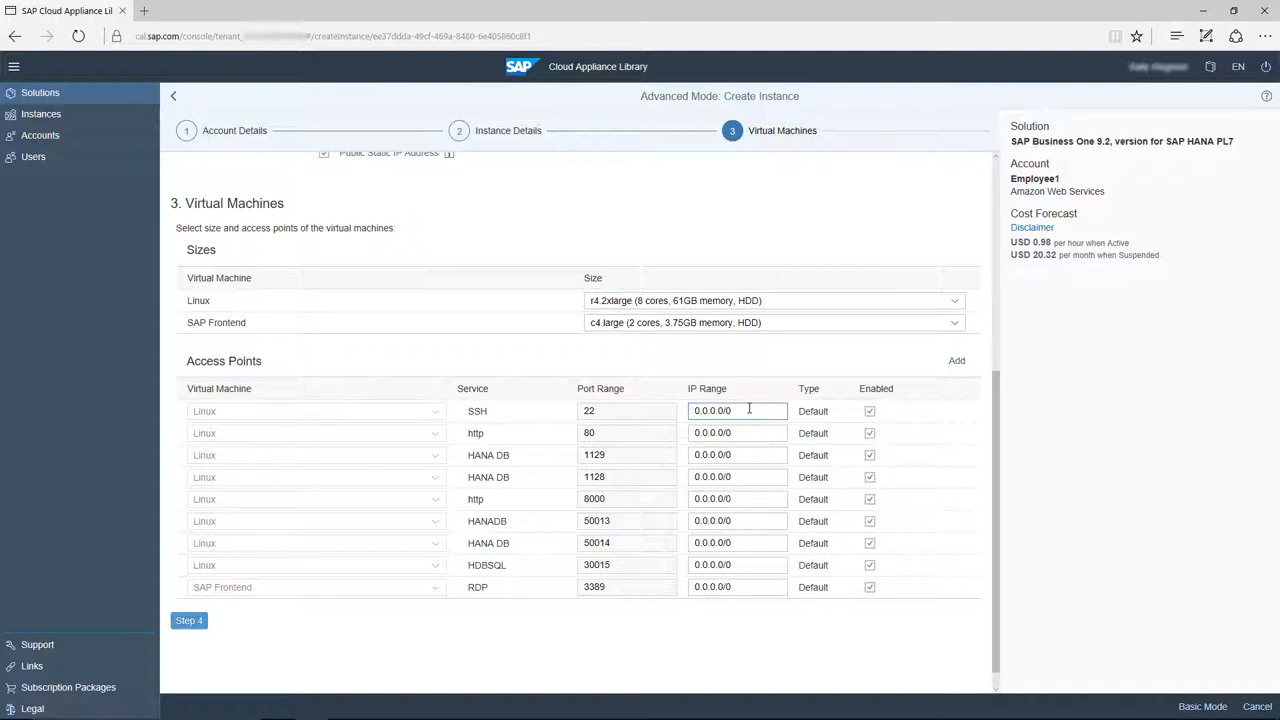 SAP Cloud Appliance Lil
cal.sap.com/console/tenant_
#/createInstance/ee37ddda-49cf-469a-8480-6e405860c8f1
SAP Cloud Appliance Library
EN
Solutions
Instances
Accounts
Users
Support
Links
Subscription Packages
Legal
Advanced Mode: Create Instance
1 Account Details
2 Instance Details
3 Virtual Machines
Public Static IP Address
3. Virtual Machines
Select size and access points of the virtual machines:
Sizes
Virtual Machine Size
Linux r4.2xlarge (8 cores, 61GB memory, HDD)
SAP Frontend c4.large (2 cores, 3.75GB memory, HDD)
Access Points Add
Virtual Machine Service Port Range IP Range Type Enabled
Linux SSH 22 0.0.0.0/0 Default
Linux http 80 0.0.0.0/0 Default
Linux HANA DB 1129 0.0.0.0/0 Default
Linux HANA DB 1128 0.0.0.0/0 Default
Linux http 8000 0.0.0.0/0 Default
Linux HANADB 50013 0.0.0.0/0 Default
Linux HANA DB 50014 0.0.0.0/0 Default
Linux HDBSQL 30015 0.0.0.0/0 Default
SAP Frontend RDP 3389 0.0.0.0/0 Default
Step 4
Solution
SAP Business One 9.2, version for SAP HANA PL7
Account
Employee1
Amazon Web Services
Cost Forecast
Disclaimer
USD 0.98 per hour when Active
USD 20.32 per month when Suspended
Basic Mode Cancel